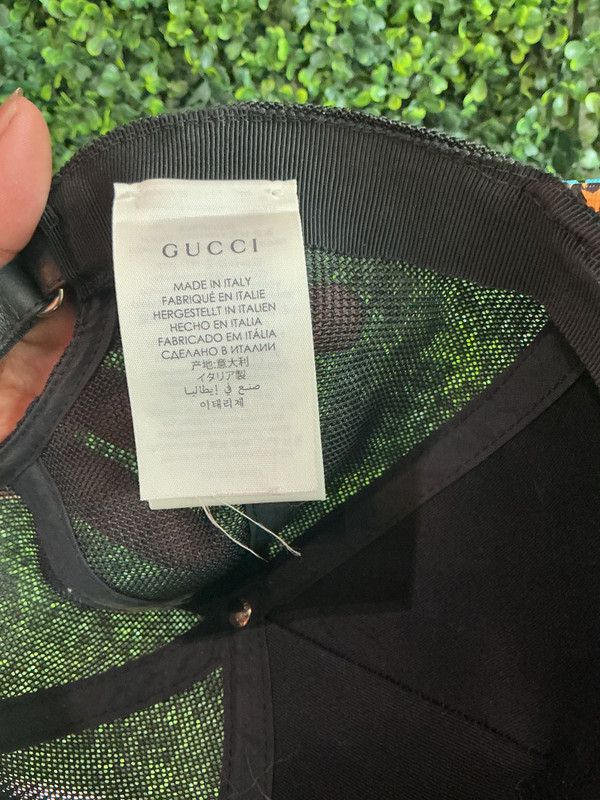 GUCCI
MADE IN ITALY
FABRIQUÉ EN ITALIE
HERGESTELLT IN ITALIEN
HECHO EN ITALIA
FABRICADO EM ITÁLIA
СДЕЛАНО В ИТАЛИИ
产地:意大利
イタリア製
صنع في إيطاليا
이태리제